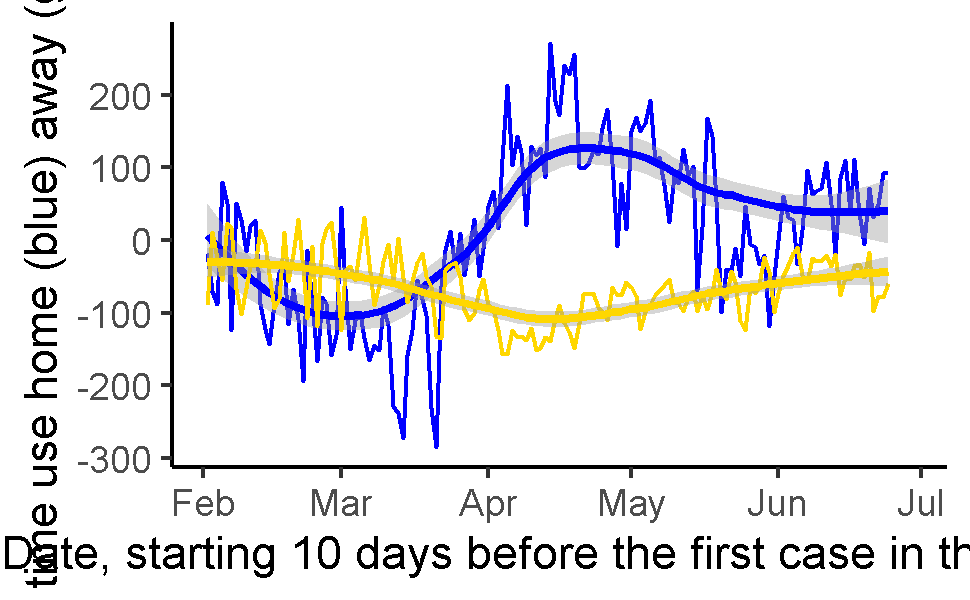 time use home (blue) away (
200
100
0
-100
-200
-300
Feb Mar Apr May Jun Jul
Date, starting 10 days before the first case in th